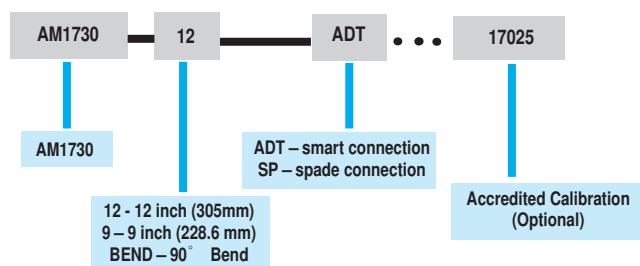 AM1730
12
ADT
17025
AM1730
12 - 12 inch (305mm)
9 – 9 inch (228.6 mm)
BEND – 90° Bend
ADT – smart connection
SP – spade connection
Accredited Calibration
(Optional)